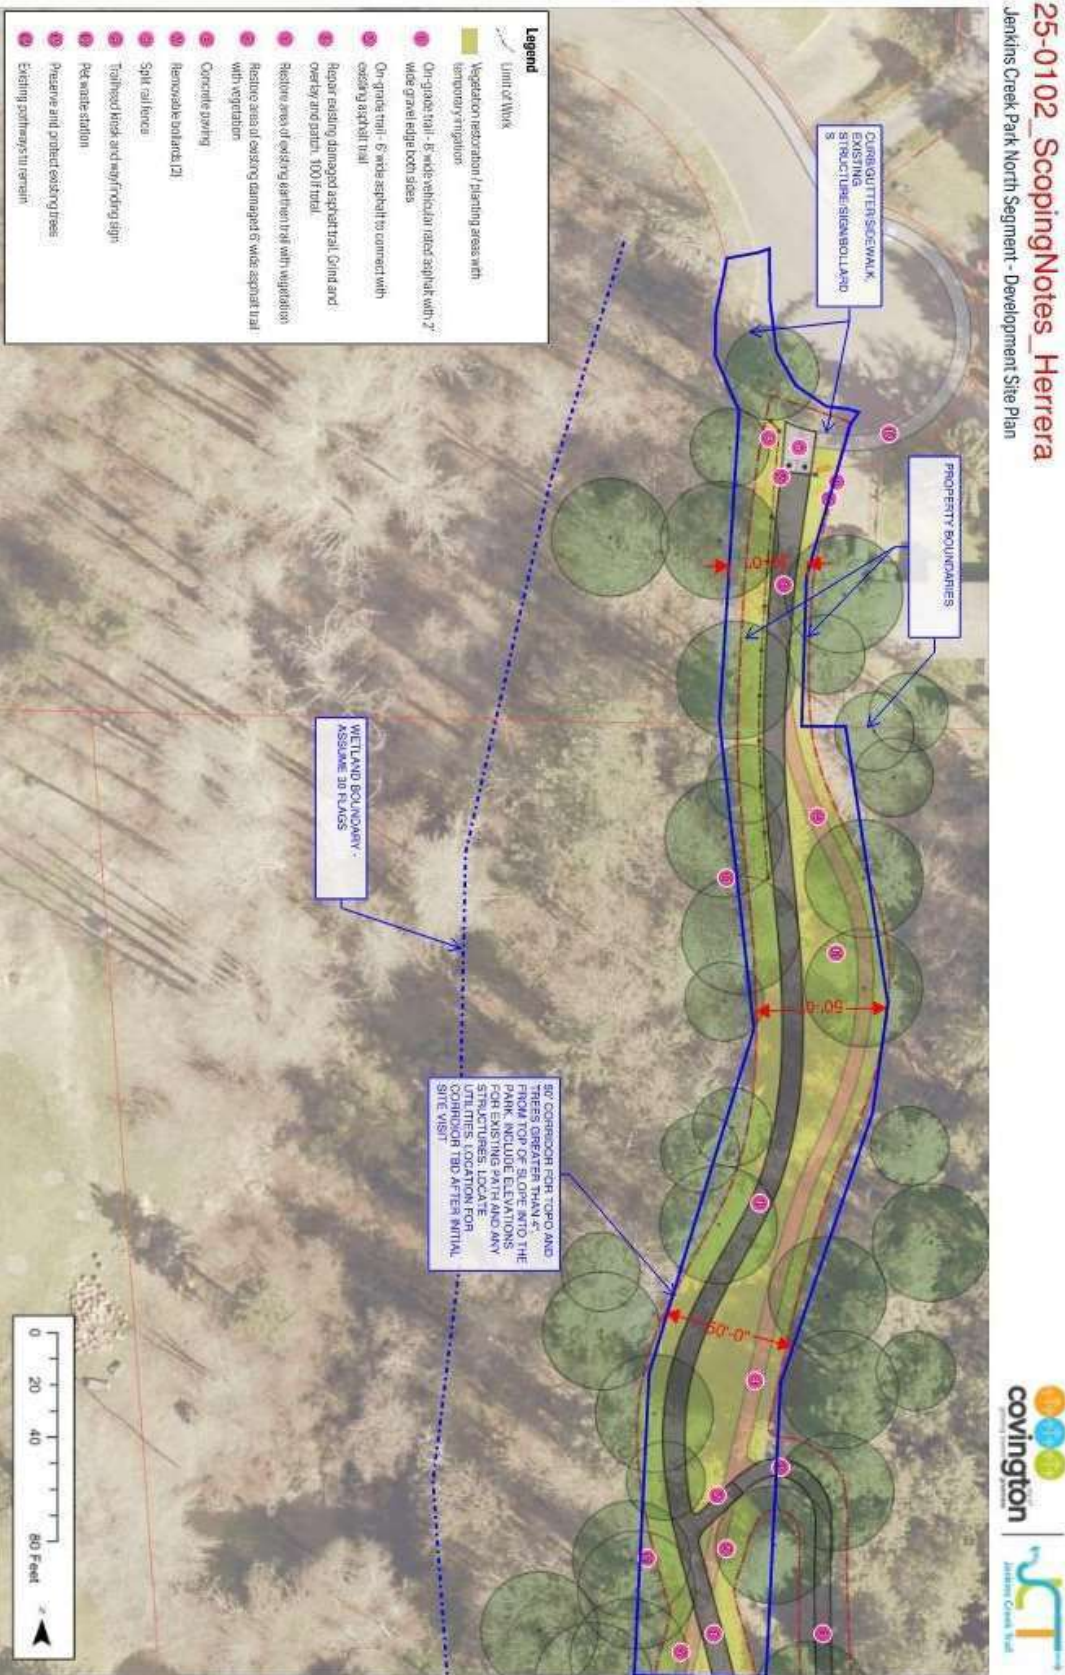 25-0102_ScopingNotes_Herrera
Jenkins Creek Park North Segment - Development Site Plan
covington
JCT
Jenkins Creek Trail
CURB/GUTTER/SIDEWALK,
EXISTING
STRUCTURE/SIGN/BOLLARD
S
PROPERTY BOUNDARIES
50'-0"
50'-0"
WETLAND BOUNDARY -
ASSUME 30 FLAGS
50' CORRIDOR FOR TOPO AND
TREES GREATER THAN 4",
FROM TOP OF SLOPE INTO THE
PARK. INCLUDE ELEVATIONS
FOR EXISTING PATH AND ANY
STRUCTURES. LOCATE
UTILITIES. LOCATION FOR
CORRDIOR TBD AFTER INITIAL
SITE VISIT
Legend
Limit of Work
Vegetation restoration / planting areas with
temporary irrigation
On-grade trail - 8' wide vehicular rated asphalt with 2'
wide gravel edge both sides
On-grade trail - 6' wide asphalt to connect with
existing asphalt trail
Repair existing damaged asphalt trail. Grind and
overlay and patch. 100 lf total.
Restore area of existing earthen trail with vegetation
Restore area of existing damaged 6' wide asphalt trail
with vegetation
Concrete paving
Removable bollards (2)
Split rail fence
Trailhead kiosk and wayfinding sign
Pet waste station
Preserve and protect existing trees
Existing pathways to remain
0 20 40 80 Feet